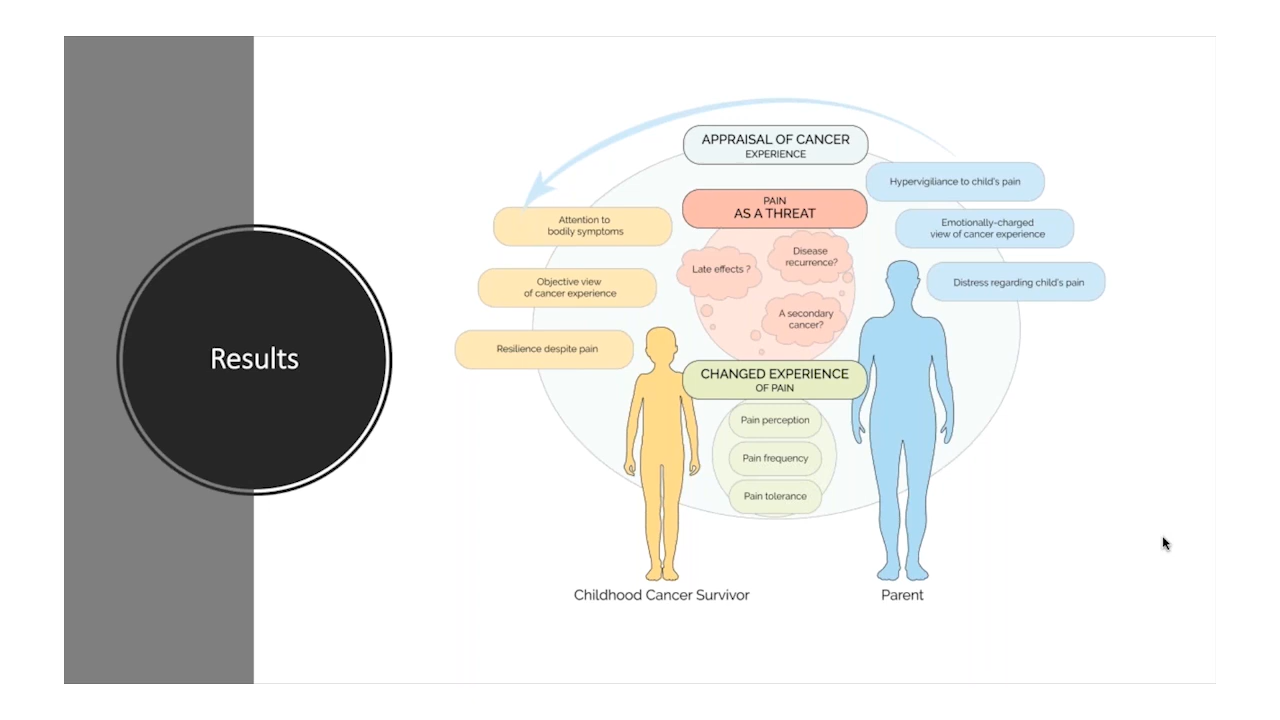 Results
APPRAISAL OF CANCER
EXPERIENCE
PAIN
AS A THREAT
Late effects ?
Disease
recurrence?
A secondary
cancer?
CHANGED EXPERIENCE
OF PAIN
Pain perception
Pain frequency
Pain tolerance
Attention to
bodily symptoms
Objective view
of cancer experience
Resilience despite pain
Hypervigiliance to child's pain
Emotionally-charged
view of cancer experience
Distress regarding child's pain
Childhood Cancer Survivor
Parent